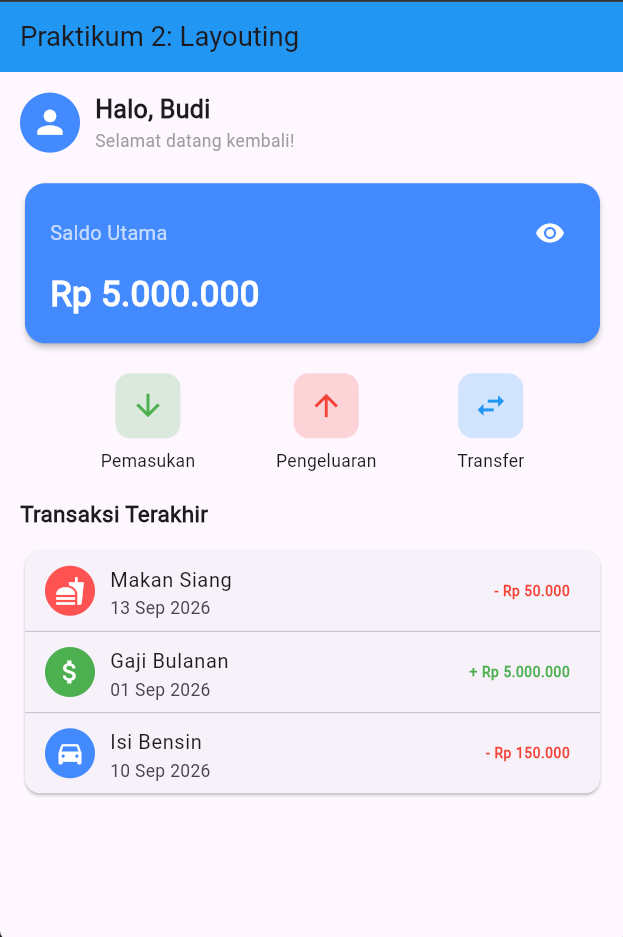 Praktikum 2: Layouting
Halo, Budi
Selamat datang kembali!
Saldo Utama
Rp 5.000.000
Pemasukan
Pengeluaran
Transfer
Transaksi Terakhir
Makan Siang
- Rp 50.000
13 Sep 2026
Gaji Bulanan
+ Rp 5.000.000
01 Sep 2026
Isi Bensin
- Rp 150.000
10 Sep 2026